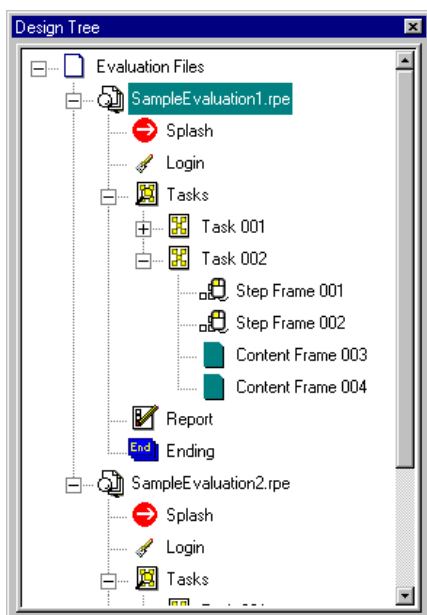 Design Tree
Evaluation Files
SampleEvaluation1.rpe
Splash
Login
Tasks
Task 001
Task 002
Step Frame 001
Step Frame 002
Content Frame 003
Content Frame 004
Report
End Ending
SampleEvaluation2.rpe
Splash
Login
Tasks